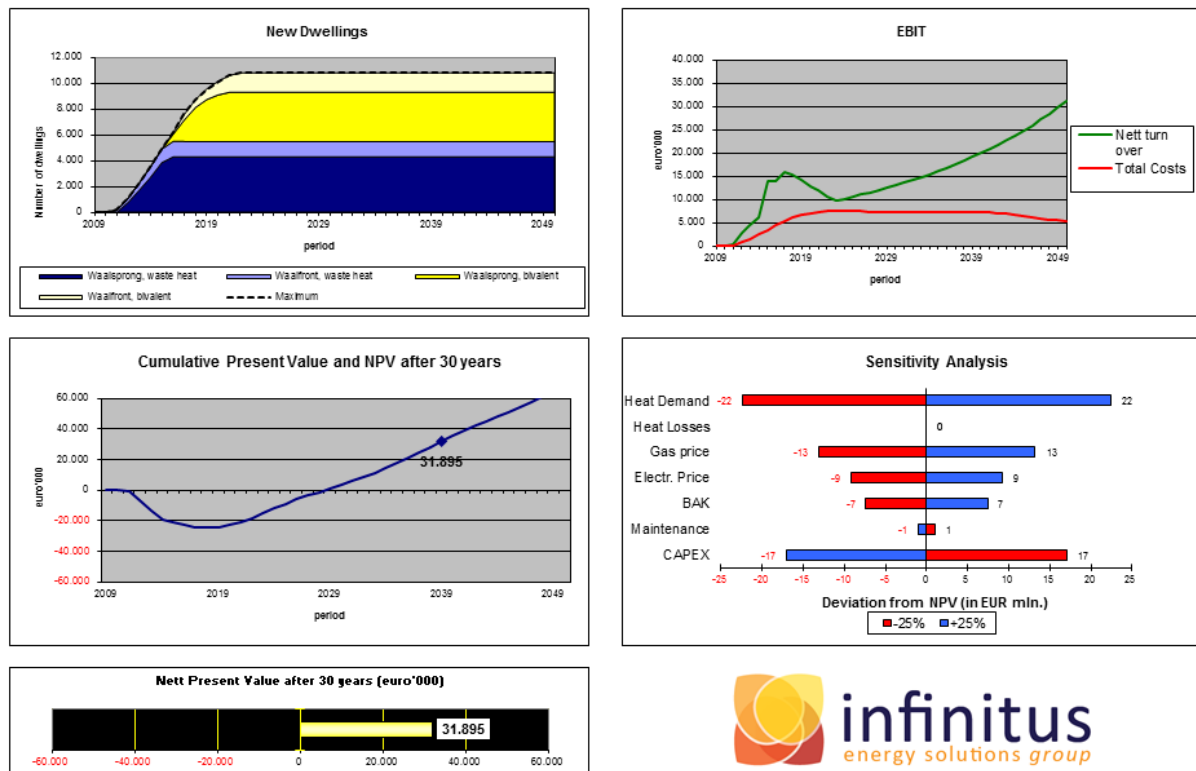 New Dwellings
12.000
10.000
8.000
6.000
4.000
2.000
0
Number of dwellings
2009
2019
2029
2039
2049
period
Waalsprong, waste heat
Waalfront, waste heat
Waalsprong, bivalent
Waalfront, bivalent
Maximum
EBIT
40.000
35.000
30.000
25.000
20.000
15.000
10.000
5.000
0
euro'000
2009
2019
2029
2039
2049
period
Nett turn
over
Total Costs
Cumulative Present Value and NPV after 30 years
60.000
40.000
20.000
0
-20.000
-40.000
-60.000
euro'000
31.895
2009
2019
2029
2039
2049
period
Sensitivity Analysis
Heat Demand
-22
22
Heat Losses
0
Gas price
-13
13
Electr. Price
-9
9
BAK
-7
7
Maintenance
-1
1
CAPEX
-17
17
-25
-20
-15
-10
-5
0
5
10
15
20
25
Deviation from NPV (in EUR mln.)
-25%
+25%
Nett Present Value after 30 years (euro'000)
31.895
-60.000
-40.000
-20.000
0
20.000
40.000
60.000
infinitus
energy solutions group